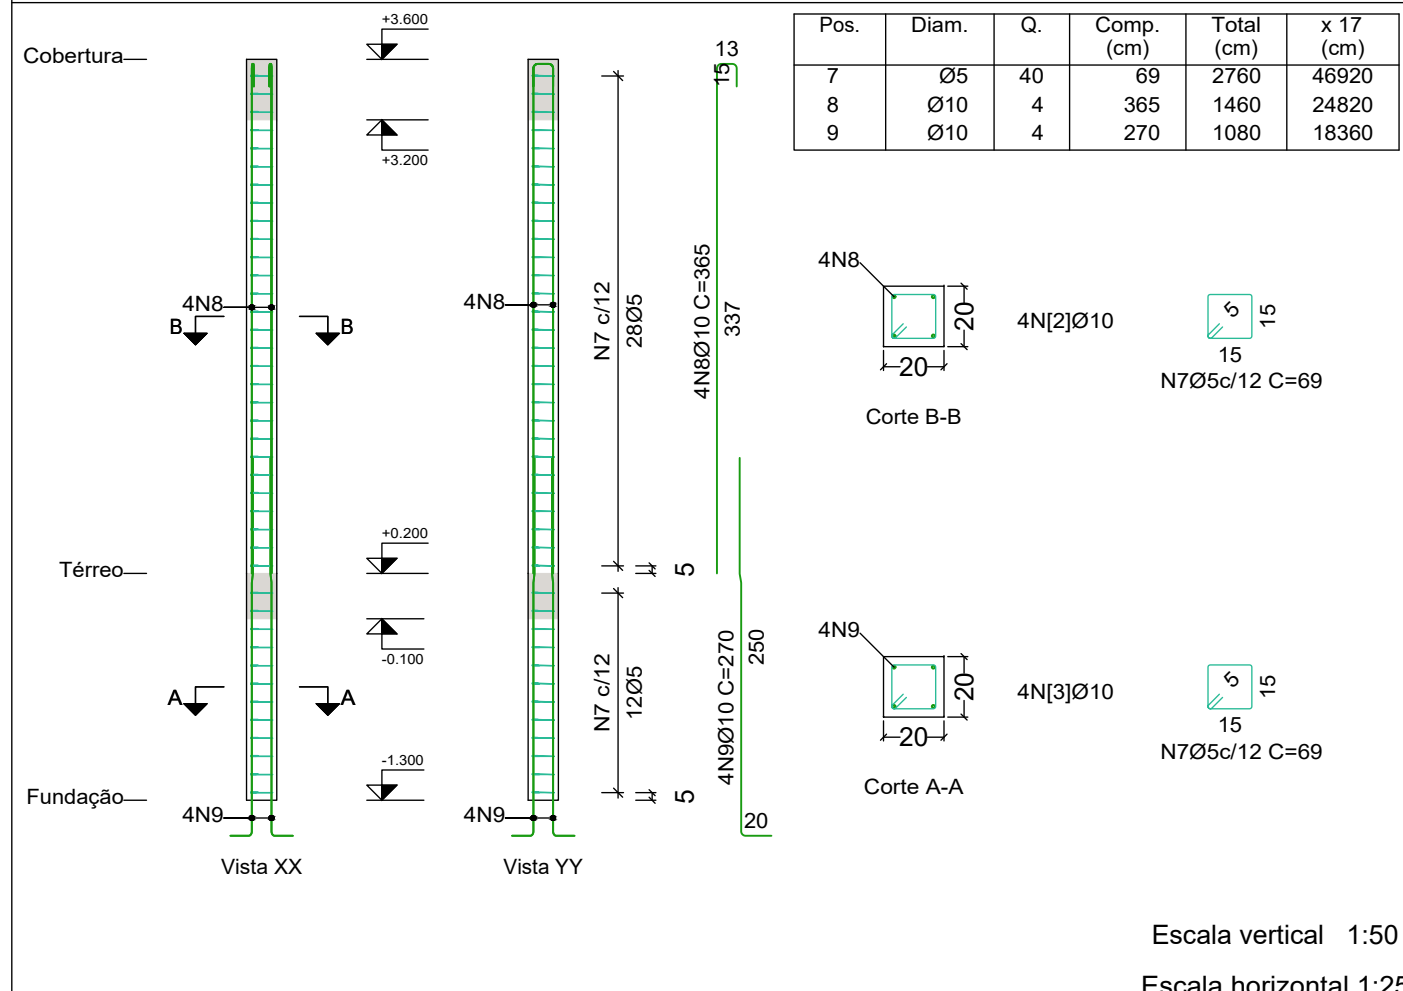 Pos. Diam. Q. Comp. (cm) Total (cm) x 17 (cm)
7 Ø5 40 69 2760 46920
8 Ø10 4 365 1460 24820
9 Ø10 4 270 1080 18360
+3.600
Cobertura
+3.200
13
15
4N8
B B
4N8
N7 c/12
28Ø5
4N8Ø10 C=365
337
4N8
20
20
4N[2]Ø10
5
15
15
N7Ø5c/12 C=69
Corte B-B
+0.200
Térreo
5
-0.100
A A
N7 c/12
12Ø5
4N9Ø10 C=270
250
4N9
20
20
4N[3]Ø10
5
15
15
N7Ø5c/12 C=69
Corte A-A
-1.300
Fundação
5
4N9
4N9
20
Vista XX
Vista YY
Escala vertical 1:50
Escala horizontal 1:25